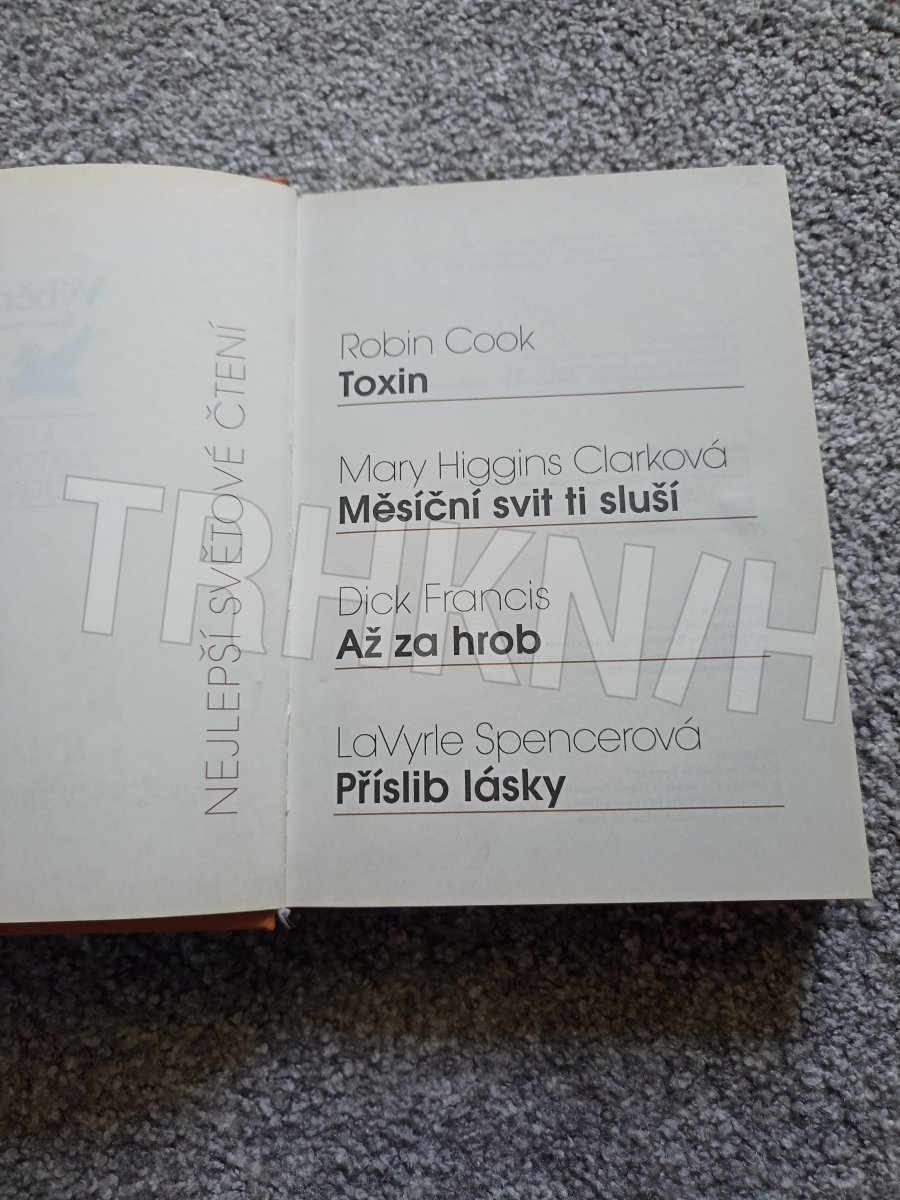 NEJLEPŠÍ SVĚTOVÉ ČTENÍ
Robin Cook
Toxin
Mary Higgins Clarková
Měsíční svit ti sluší
Dick Francis
Až za hrob
LaVyrle Spencerová
Příslib lásky
TRHKN/H